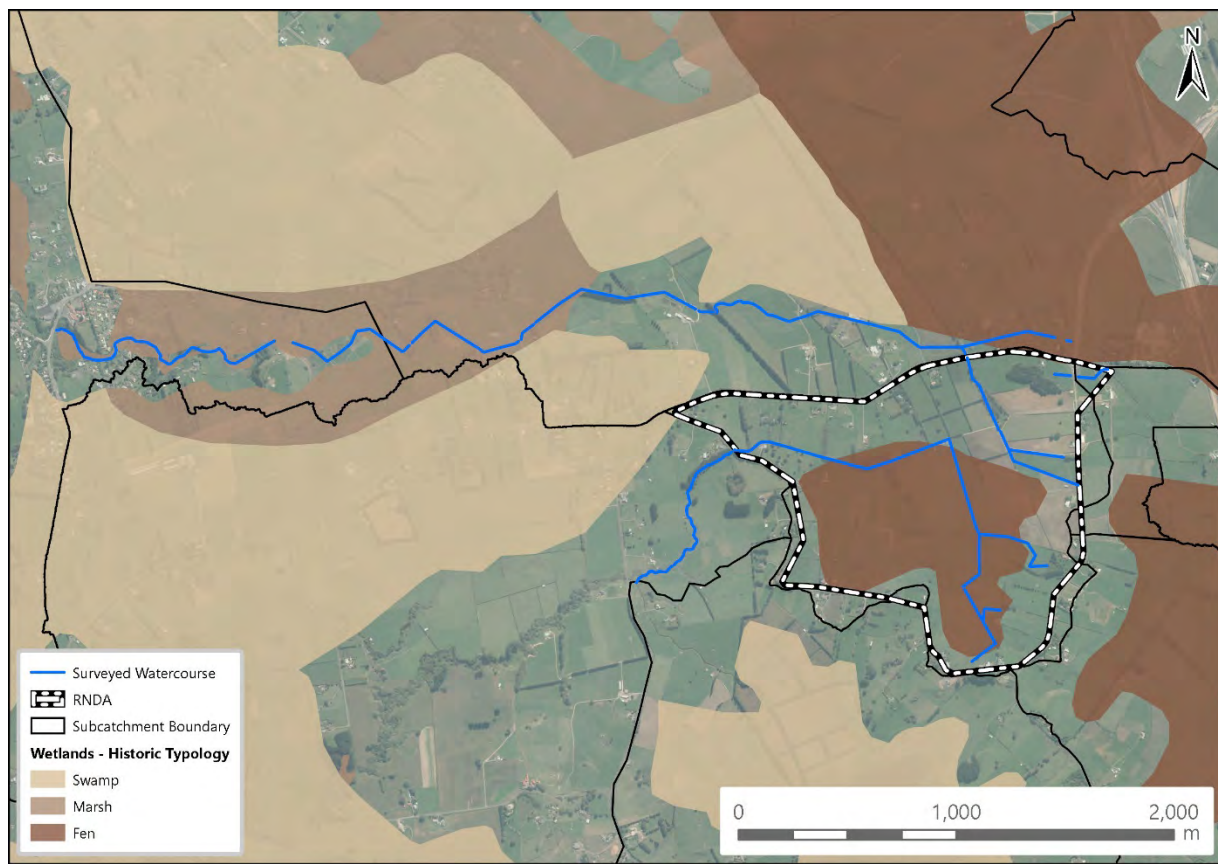 N
Surveyed Watercourse
RNDA
Subcatchment Boundary
Wetlands - Historic Typology
Swamp
Marsh
Fen
0 1,000 2,000
m